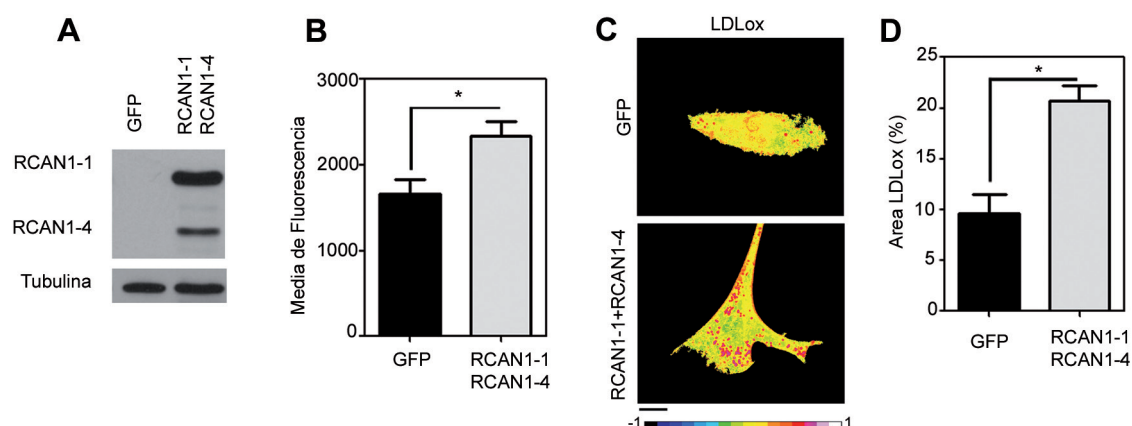 A
GFP
RCAN1-1
RCAN1-4
RCAN1-1
RCAN1-4
Tubulina
B
3000
2000
1000
0
Media de Fluorescencia
*
GFP
RCAN1-1
RCAN1-4
C
LDLox
GFP
RCAN1-1+RCAN1-4
-1
1
D
25
20
15
10
5
0
Area LDLox (%)
*
GFP
RCAN1-1
RCAN1-4